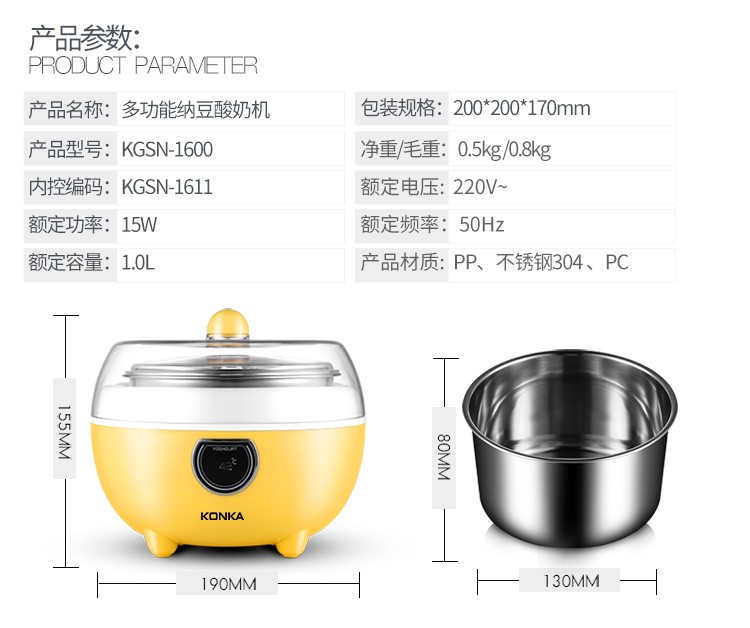 产品参数：
PRODUCT PARAMETER
产品名称： 多功能纳豆酸奶机
包装规格： 200*200*170mm
产品型号： KGSN-1600
净重/毛重： 0.5kg/0.8kg
内控编码： KGSN-1611
额定电压： 220V~
额定功率： 15W
额定频率： 50Hz
额定容量： 1.0L
产品材质： PP、不锈钢304、PC
155MM
YOGHOURT
42℃
KONKA
190MM
80MM
130MM